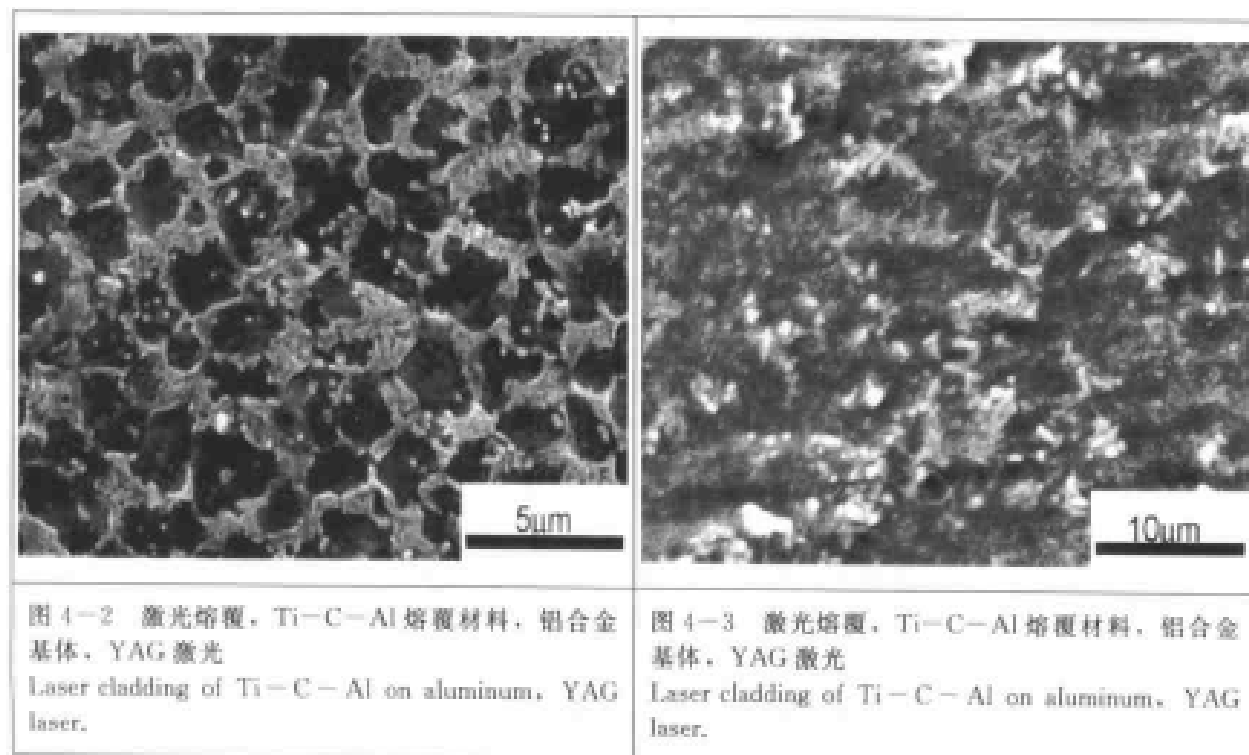 5μm
10μm
图 4-2 激光熔�，Ti-C-Al 熔覆材料，铝合金
基体，YAG 激光
Laser cladding of Ti-C-Al on aluminum, YAG
laser.
图 4-3 激光熔覆，Ti-C-Al 熔覆材料，铝合金
基体，YAG 激光
Laser cladding of Ti-C-Al on aluminum, YAG
laser.